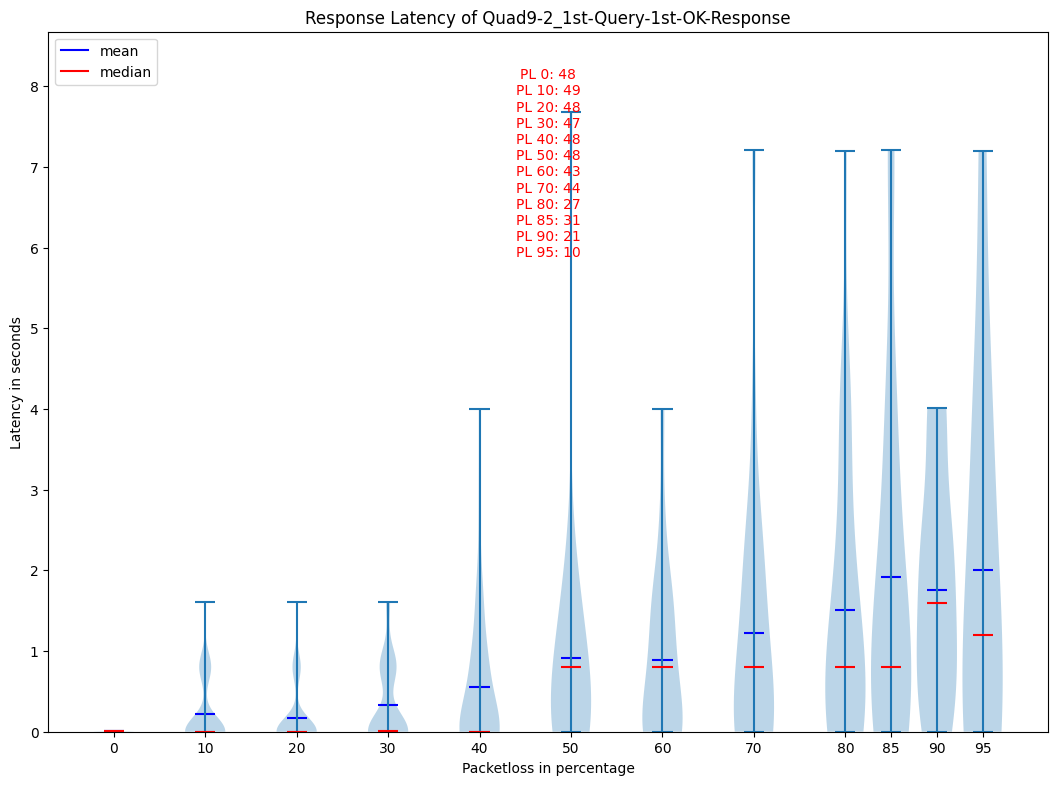 Response Latency of Quad9-2_1st-Query-1st-OK-Response
mean
median
PL 0: 48
PL 10: 49
PL 20: 48
PL 30: 47
PL 40: 48
PL 50: 48
PL 60: 43
PL 70: 44
PL 80: 27
PL 85: 31
PL 90: 21
PL 95: 10
Latency in seconds
8
7
6
5
4
3
2
1
0
0 10 20 30 40 50 60 70 80 85 90 95
Packetloss in percentage